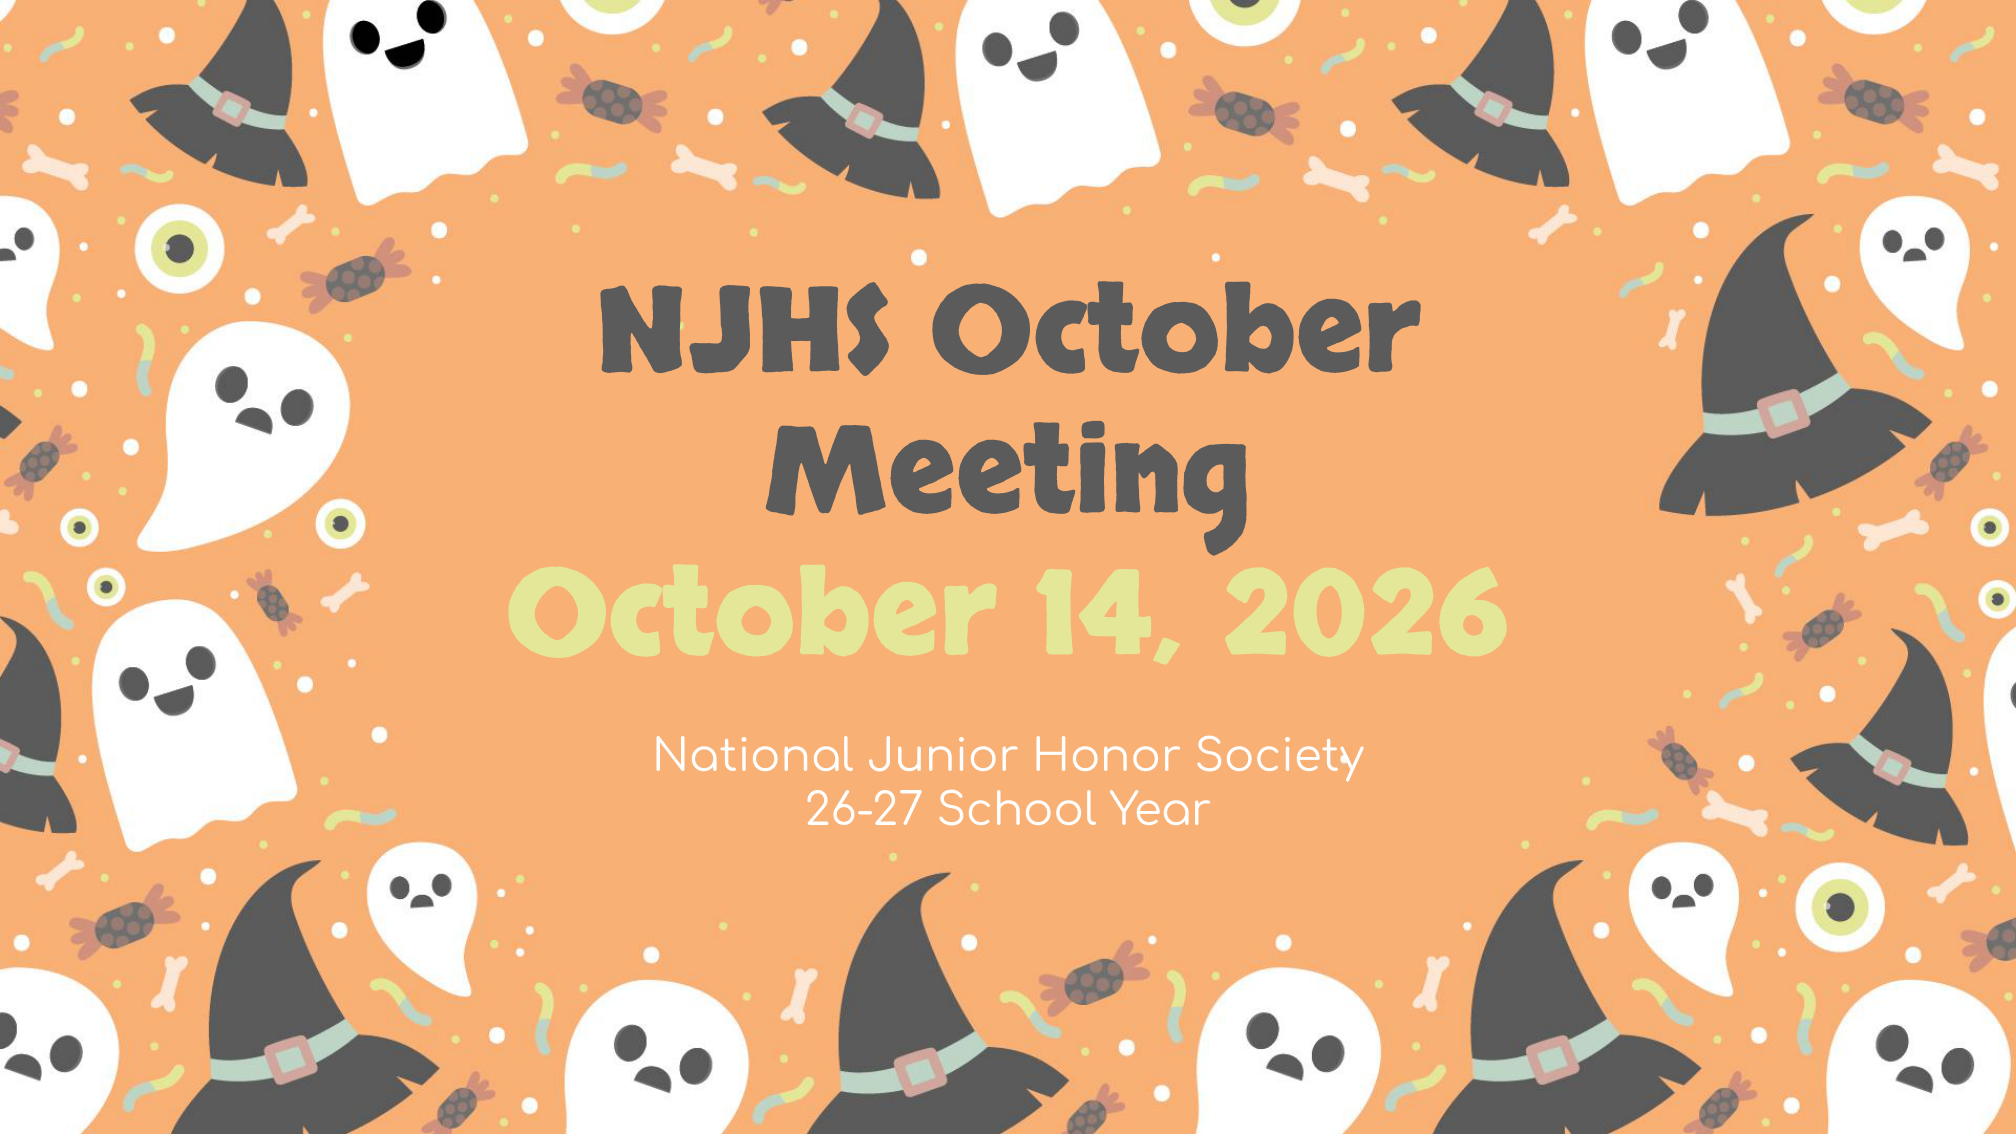 NJHS October
Meeting
October 14, 2026
National Junior Honor Society
26-27 School Year